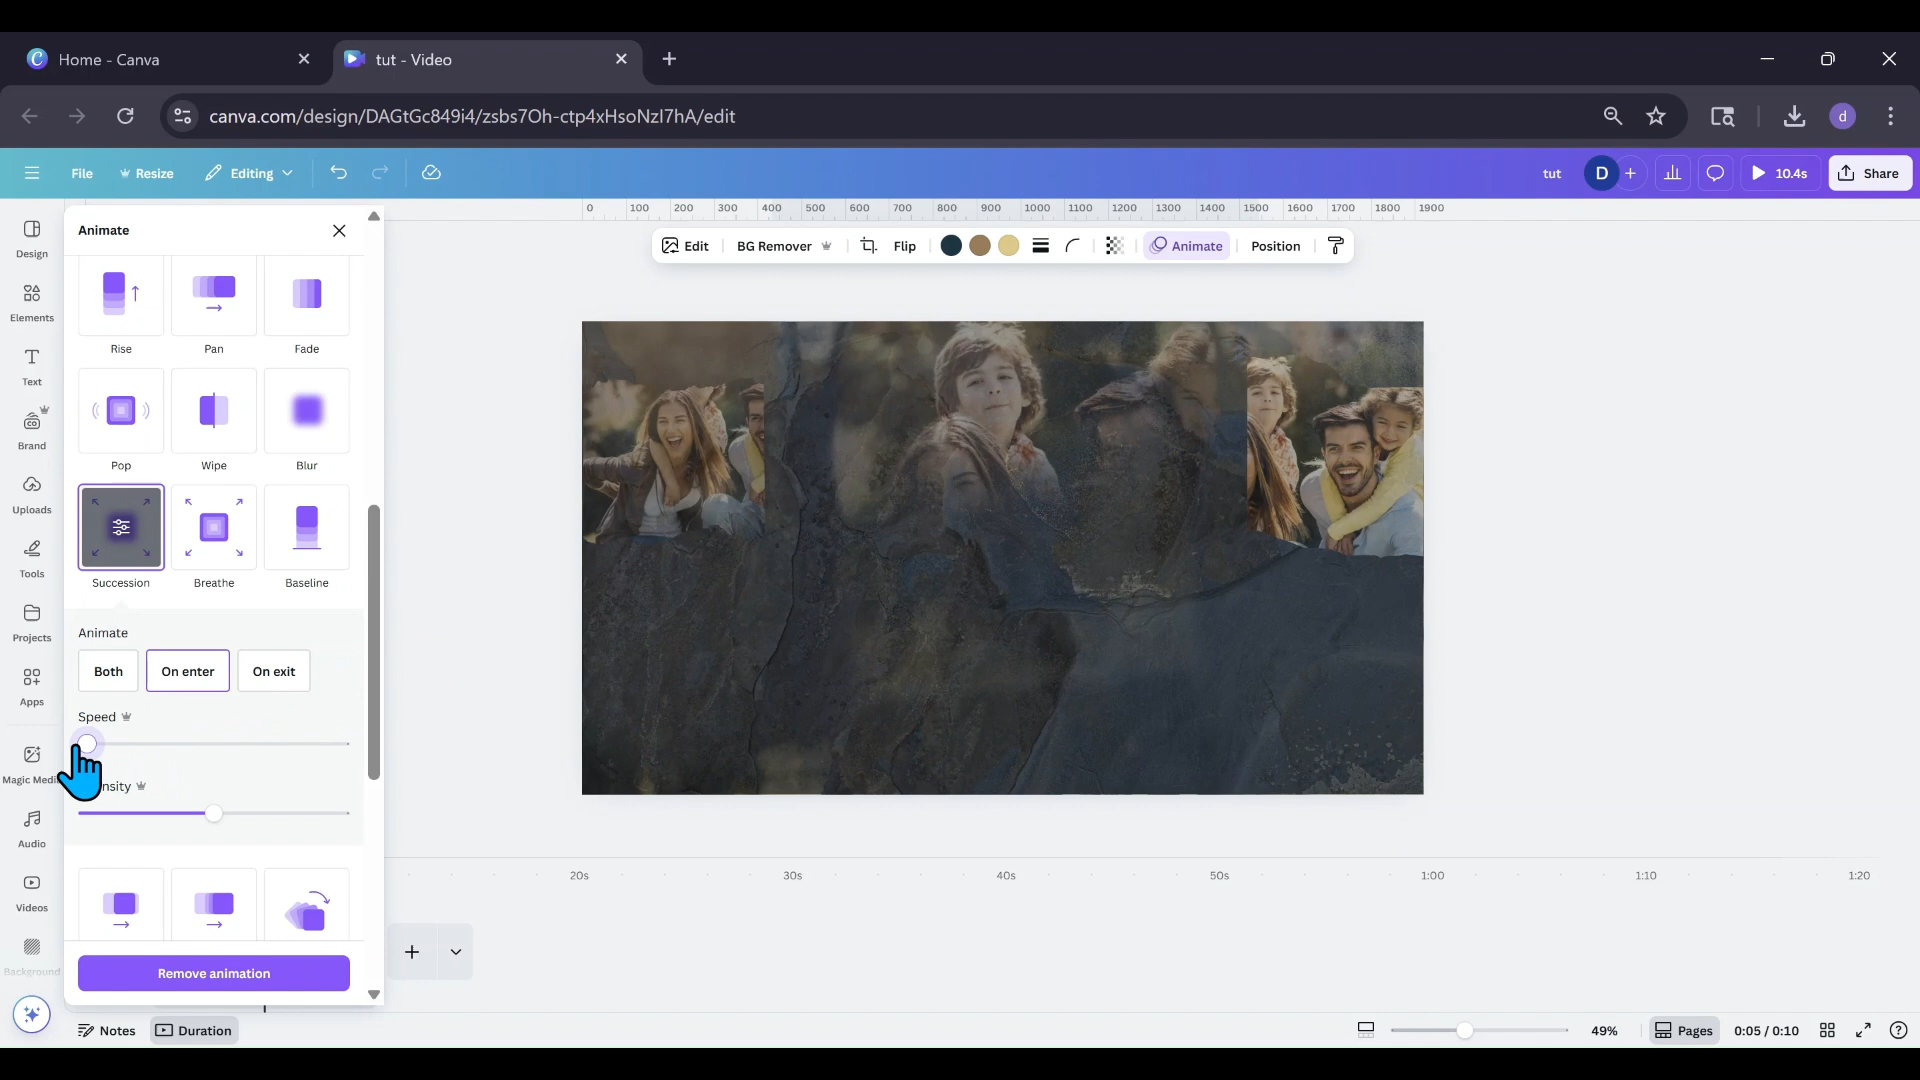 Home - Canva
tut - Video
canva.com/design/DAGtGc849i4/zsbs7Oh-ctp4xHsoNzI7hA/edit
d
File
Resize
Editing
tut
D
10.4s
Share
0 100 200 300 400 500 600 700 800 900 1000 1100 1200 1300 1400 1500 1600 1700 1800 1900
Edit
BG Remover
Flip
Animate
Position
Design
Elements
Text
Brand
Uploads
Tools
Projects
Apps
Magic Medi
Audio
Videos
Background
Animate
Rise Pan Fade
Pop Wipe Blur
Succession Breathe Baseline
Animate
Both On enter On exit
Speed
nsity
Remove animation
20s 30s 40s 50s 1:00 1:10 1:20
Notes
Duration
49%
Pages
0:05 / 0:10